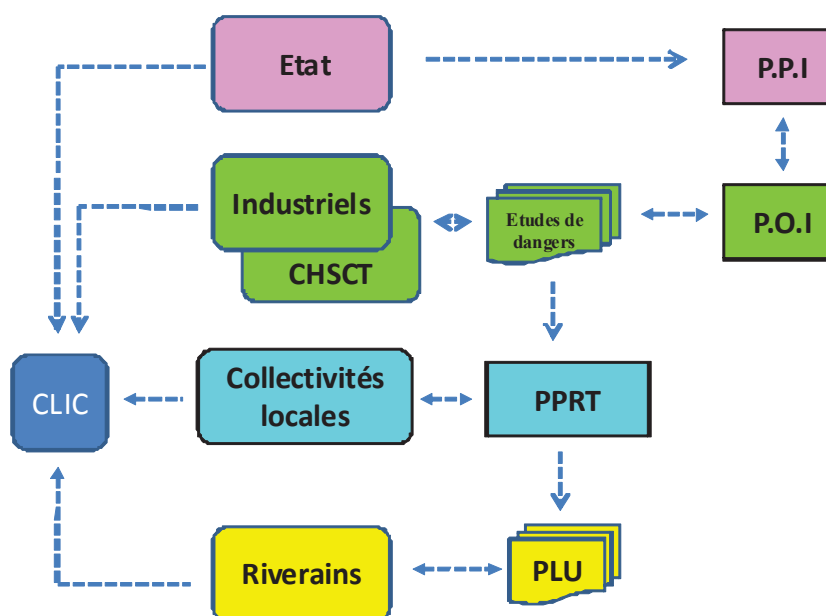 Etat
P.P.I
Industriels
CHSCT
Etudes de
dangers
P.O.I
CLIC
Collectivités
locales
PPRT
Riverains
PLU